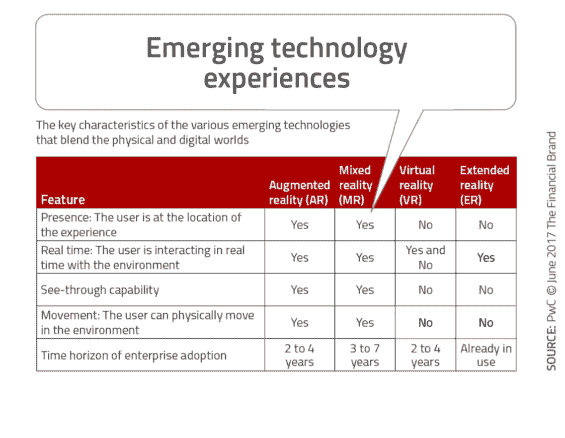 Emerging technology
experiences
The key characteristics of the various emerging technologies
that blend the physical and digital worlds
Feature
Augmented
reality (AR)
Mixed
reality
(MR)
Virtual
reality
(VR)
Extended
reality
(ER)
Presence: The user is at the location of
the experience
Yes
Yes
No
No
Real time: The user is interacting in real
time with the environment
Yes
Yes
Yes and
No
Yes
See-through capability
Yes
Yes
No
No
Movement: The user can physically move
in the environment
Yes
Yes
No
No
Time horizon of enterprise adoption
2 to 4
years
3 to 7
years
2 to 4
years
Already in
use
SOURCE: PwC © June 2017 The Financial Brand